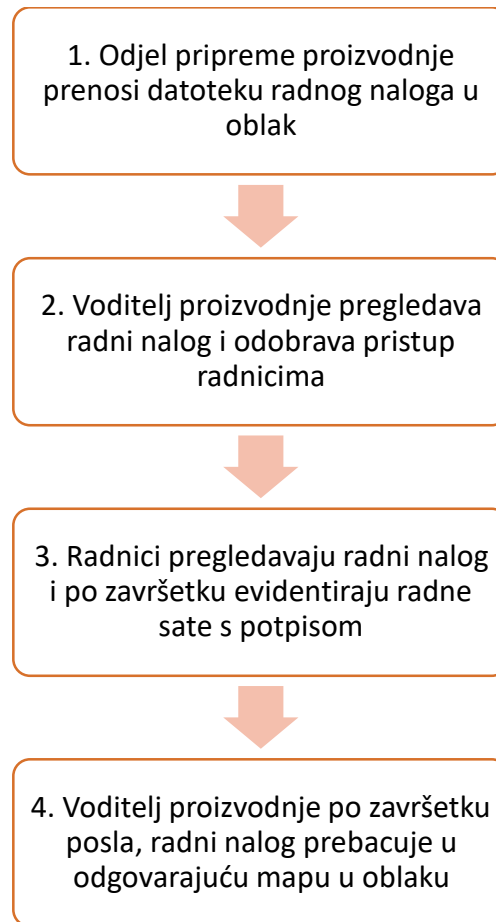 1. Odjel pripreme proizvodnje
prenosi datoteku radnog naloga u
oblak
2. Voditelj proizvodnje pregledava
radni nalog i odobrava pristup
radnicima
3. Radnici pregledavaju radni nalog
i po završetku evidentiraju radne
sate s potpisom
4. Voditelj proizvodnje po završetku
posla, radni nalog prebacuje u
odgovarajuću mapu u oblaku